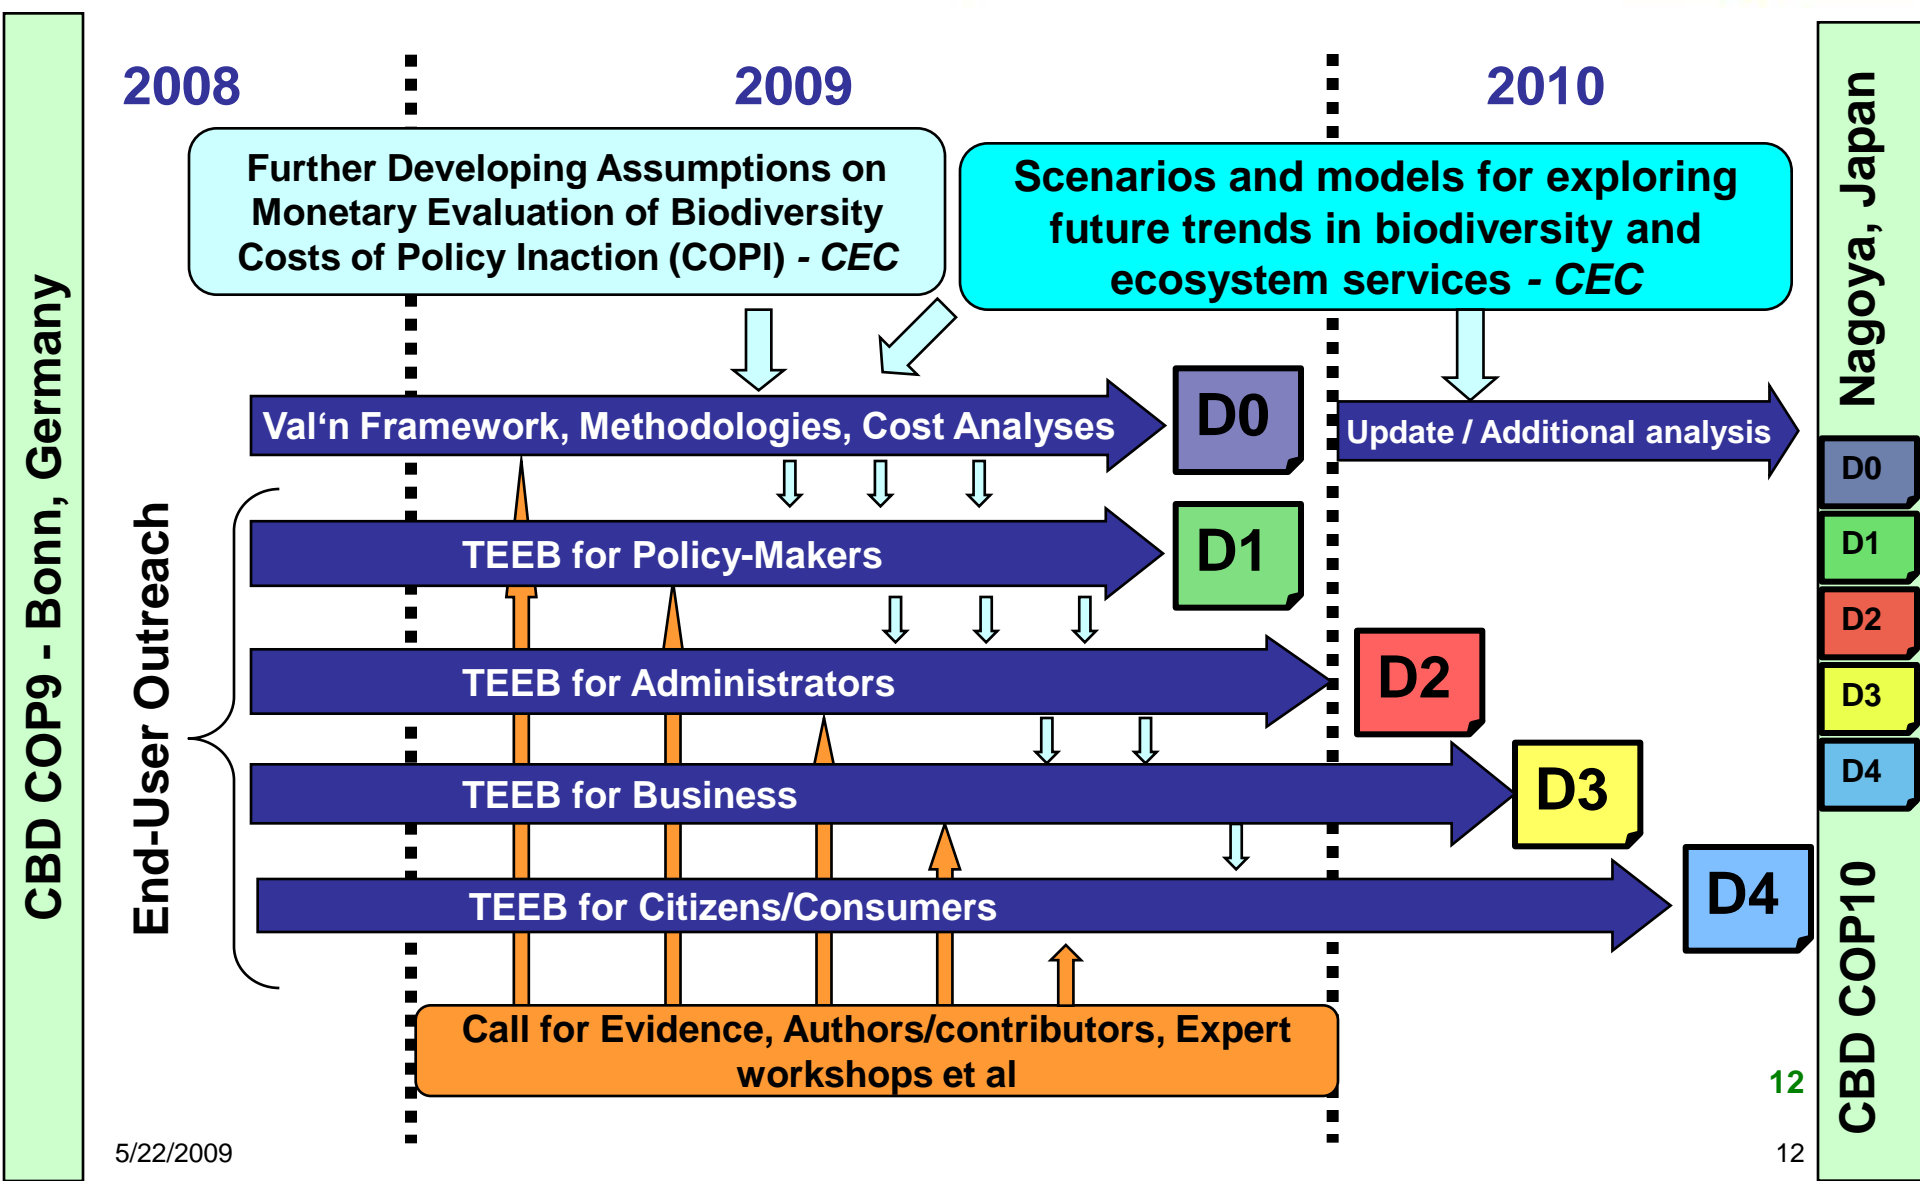 CBD COP9 - Bonn, Germany
2008
2009
2010
Further Developing Assumptions on
Monetary Evaluation of Biodiversity
Costs of Policy Inaction (COPI) - CEC
Scenarios and models for exploring
future trends in biodiversity and
ecosystem services - CEC
Val‘n Framework, Methodologies, Cost Analyses
D0
Update / Additional analysis
End-User Outreach
TEEB for Policy-Makers
D1
TEEB for Administrators
D2
TEEB for Business
D3
TEEB for Citizens/Consumers
D4
Call for Evidence, Authors/contributors, Expert
workshops et al
CBD COP10 Nagoya, Japan
D0
D1
D2
D3
D4
12
5/22/2009
12